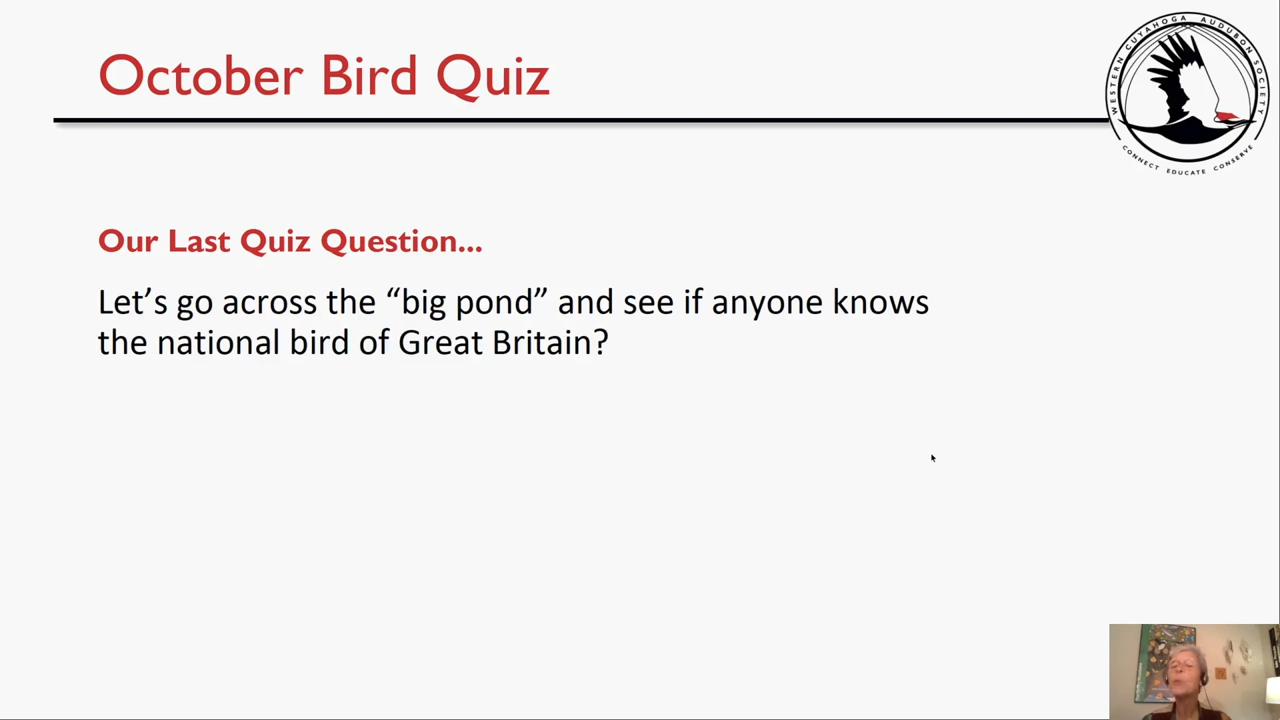 October Bird Quiz
WESTERN CUYAHOGA AUDUBON SOCIETY
CONNECT EDUCATE CONSERVE
Our Last Quiz Question...
Let’s go across the “big pond” and see if anyone knows
the national bird of Great Britain?